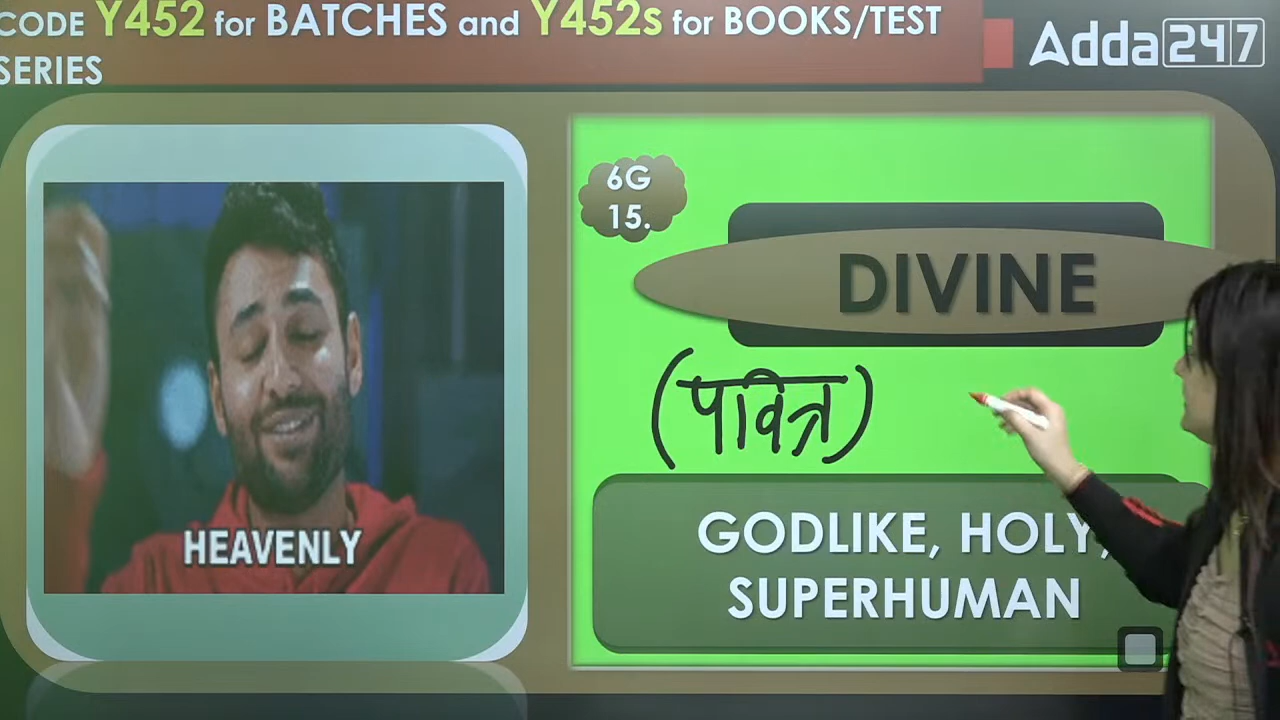 CODE Y452 for BATCHES and Y452s for BOOKS/TEST
SERIES
Adda247
6G
15.
DIVINE
(पवित्र)
GODLIKE, HOLY,
SUPERHUMAN
HEAVENLY